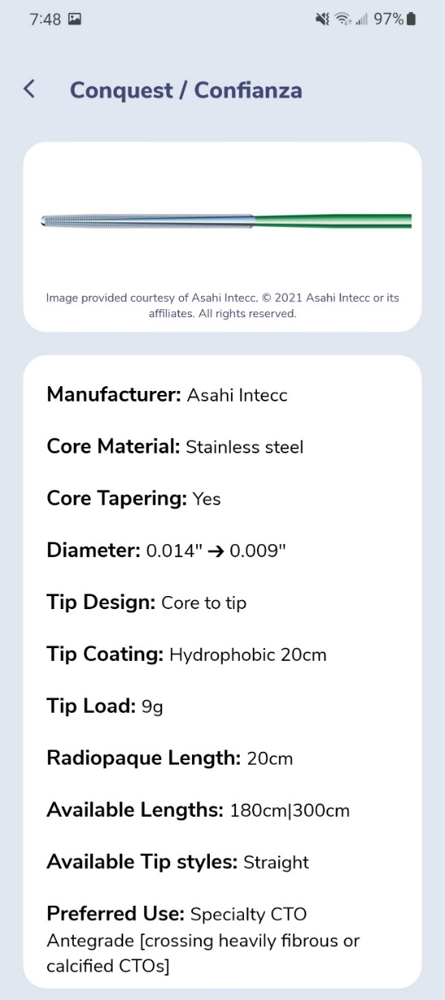 7:48 97%
Conquest / Confianza
Image provided courtesy of Asahi Intecc. © 2021 Asahi Intecc or its
affiliates. All rights reserved.
Manufacturer: Asahi Intecc
Core Material: Stainless steel
Core Tapering: Yes
Diameter: 0.014" → 0.009"
Tip Design: Core to tip
Tip Coating: Hydrophobic 20cm
Tip Load: 9g
Radiopaque Length: 20cm
Available Lengths: 180cm|300cm
Available Tip styles: Straight
Preferred Use: Specialty CTO
Antegrade [crossing heavily fibrous or
calcified CTOs]